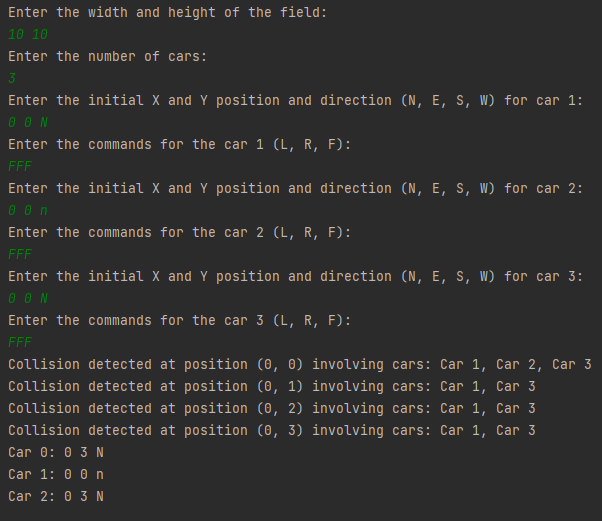 Enter the width and height of the field:
10 10
Enter the number of cars:
3
Enter the initial X and Y position and direction (N, E, S, W) for car 1:
0 0 N
Enter the commands for the car 1 (L, R, F):
FFF
Enter the initial X and Y position and direction (N, E, S, W) for car 2:
0 0 n
Enter the commands for the car 2 (L, R, F):
FFF
Enter the initial X and Y position and direction (N, E, S, W) for car 3:
0 0 N
Enter the commands for the car 3 (L, R, F):
FFF
Collision detected at position (0, 0) involving cars: Car 1, Car 2, Car 3
Collision detected at position (0, 1) involving cars: Car 1, Car 3
Collision detected at position (0, 2) involving cars: Car 1, Car 3
Collision detected at position (0, 3) involving cars: Car 1, Car 3
Car 0: 0 3 N
Car 1: 0 0 n
Car 2: 0 3 N